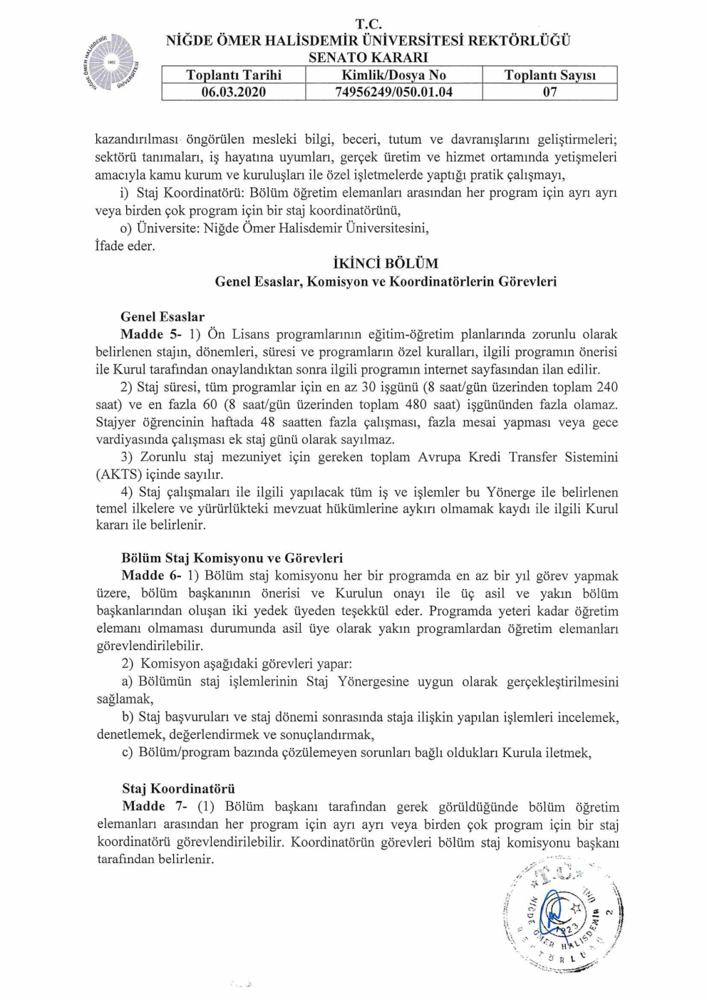 T.C.
NİĞDE ÖMER HALİSDEMİR ÜNİVERSİTESİ REKTÖRLÜĞÜ
SENATO KARARI
NİĞDE ÖMER HALİSDEMİR ÜNİVERSİTESİ
1992
Toplantı Tarihi Kimlik/Dosya No Toplantı Sayısı
06.03.2020 74956249/050.01.04 07
kazandırılması öngörülen mesleki bilgi, beceri, tutum ve davranışlarını geliştirmeleri;
sektörü tanımaları, iş hayatına uyumları, gerçek üretim ve hizmet ortamında yetişmeleri
amacıyla kamu kurum ve kuruluşları ile özel işletmelerde yaptığı pratik çalışmayı,
i) Staj Koordinatörü: Bölüm öğretim elemanları arasından her program için ayrı ayrı
veya birden çok program için bir staj koordinatörünü,
o) Üniversite: Niğde Ömer Halisdemir Üniversitesini,
İfade eder.
İKİNCİ BÖLÜM
Genel Esaslar, Komisyon ve Koordinatörlerin Görevleri
Genel Esaslar
Madde 5- 1) Ön Lisans programlarının eğitim-öğretim planlarında zorunlu olarak
belirlenen stajın, dönemleri, süresi ve programların özel kuralları, ilgili programın önerisi
ile Kurul tarafından onaylandıktan sonra ilgili programın internet sayfasından ilan edilir.
2) Staj süresi, tüm programlar için en az 30 işgünü (8 saat/gün üzerinden toplam 240
saat) ve en fazla 60 (8 saat/gün üzerinden toplam 480 saat) işgününden fazla olamaz.
Stajyer öğrencinin haftada 48 saatten fazla çalışması, fazla mesai yapması veya gece
vardiyasında çalışması ek staj günü olarak sayılmaz.
3) Zorunlu staj mezuniyet için gereken toplam Avrupa Kredi Transfer Sistemini
(AKTS) içinde sayılır.
4) Staj çalışmaları ile ilgili yapılacak tüm iş ve işlemler bu Yönerge ile belirlenen
temel ilkelere ve yürürlükteki mevzuat hükümlerine aykırı olmamak kaydı ile ilgili Kurul
kararı ile belirlenir.
Bölüm Staj Komisyonu ve Görevleri
Madde 6- 1) Bölüm staj komisyonu her bir programda en az bir yıl görev yapmak
üzere, bölüm başkanının önerisi ve Kurulun onayı ile üç asil ve yakın bölüm
başkanlarından oluşan iki yedek üyeden teşekkül eder. Programda yeteri kadar öğretim
elemanı olmaması durumunda asil üye olarak yakın programlardan öğretim elemanları
görevlendirilebilir.
2) Komisyon aşağıdaki görevleri yapar:
a) Bölümün staj işlemlerinin Staj Yönergesine uygun olarak gerçekleştirilmesini
sağlamak,
b) Staj başvuruları ve staj dönemi sonrasında staja ilişkin yapılan işlemleri incelemek,
denetlemek, değerlendirmek ve sonuçlandırmak,
c) Bölüm/program bazında çözülemeyen sorunları bağlı oldukları Kurula iletmek,
Staj Koordinatörü
Madde 7- (1) Bölüm başkanı tarafından gerek görüldüğünde bölüm öğretim
elemanları arasından her program için ayrı ayrı veya birden çok program için bir staj
koordinatörü görevlendirilebilir. Koordinatörün görevleri bölüm staj komisyonu başkanı
tarafından belirlenir.
T.C.
NİĞDE ÖMER HALİSDEMİR ÜNİ.
REKTÖRLÜĞÜ
1923
2